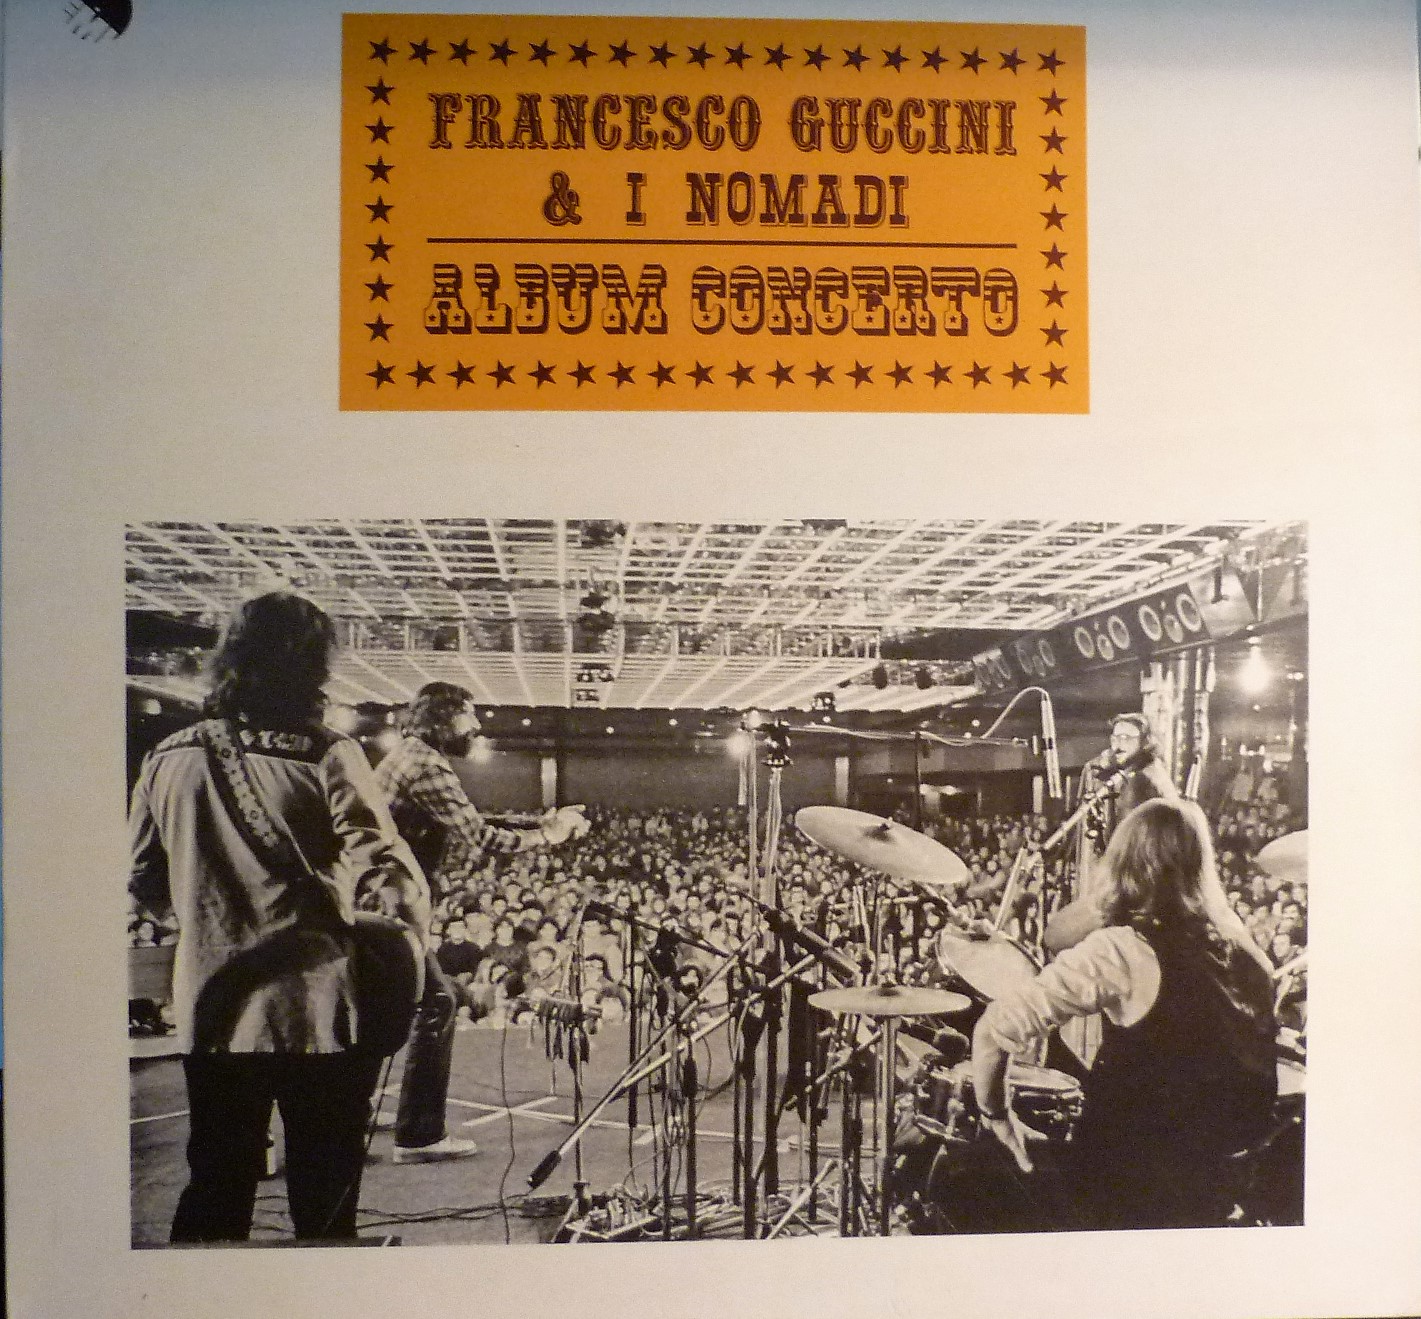 FRANCESCO GUCCINI
& I NOMADI
ALBUM CONCERTO